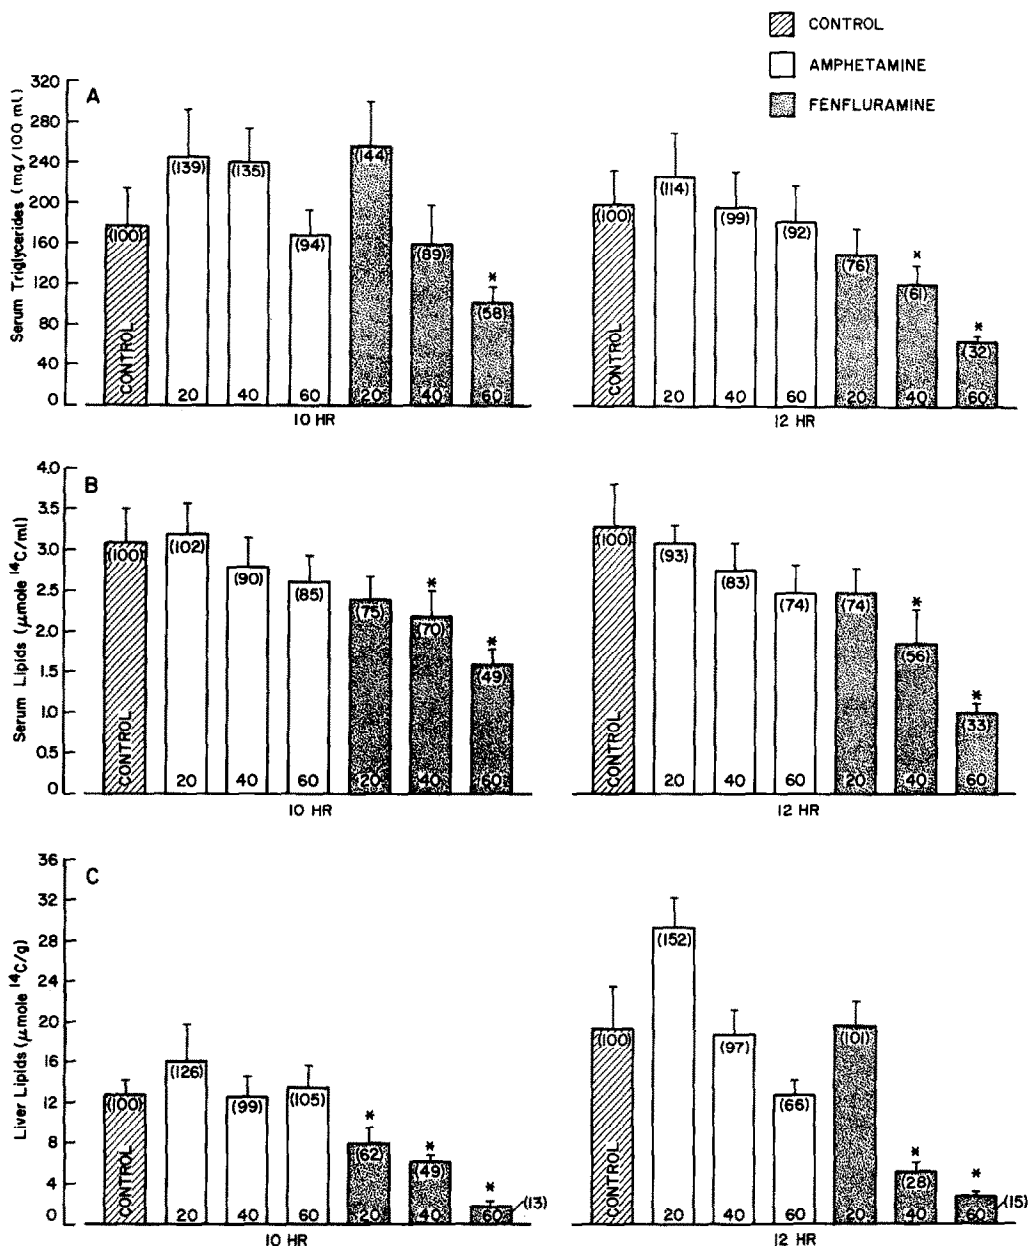 CONTROL
AMPHETAMINE
FENFLURAMINE
A
Serum Triglycerides (mg/100 ml)
320
280
240
200
160
120
80
40
0
(100) (139) (135) (94) (144) (89) (58) *
CONTROL 20 40 60 20 40 60
10 HR
(100) (114) (99) (92) (76) (61) * (32) *
CONTROL 20 40 60 20 40 60
12 HR
B
Serum Lipids (μmole ¹⁴C/ml)
4.0
3.5
3.0
2.5
2.0
1.5
1.0
0.5
0
(100) (102) (90) (85) (75) (70) * (49) *
CONTROL 20 40 60 20 40 60
10 HR
(100) (93) (83) (74) (74) (56) * (33) *
CONTROL 20 40 60 20 40 60
12 HR
C
Liver Lipids (μmole ¹⁴C/g)
36
32
28
24
20
16
12
8
4
0
(100) (126) (99) (105) (62) * (49) * (13) *
CONTROL 20 40 60 20 40 60
10 HR
(100) (152) (97) (66) (101) (28) * (15) *
CONTROL 20 40 60 20 40 60
12 HR